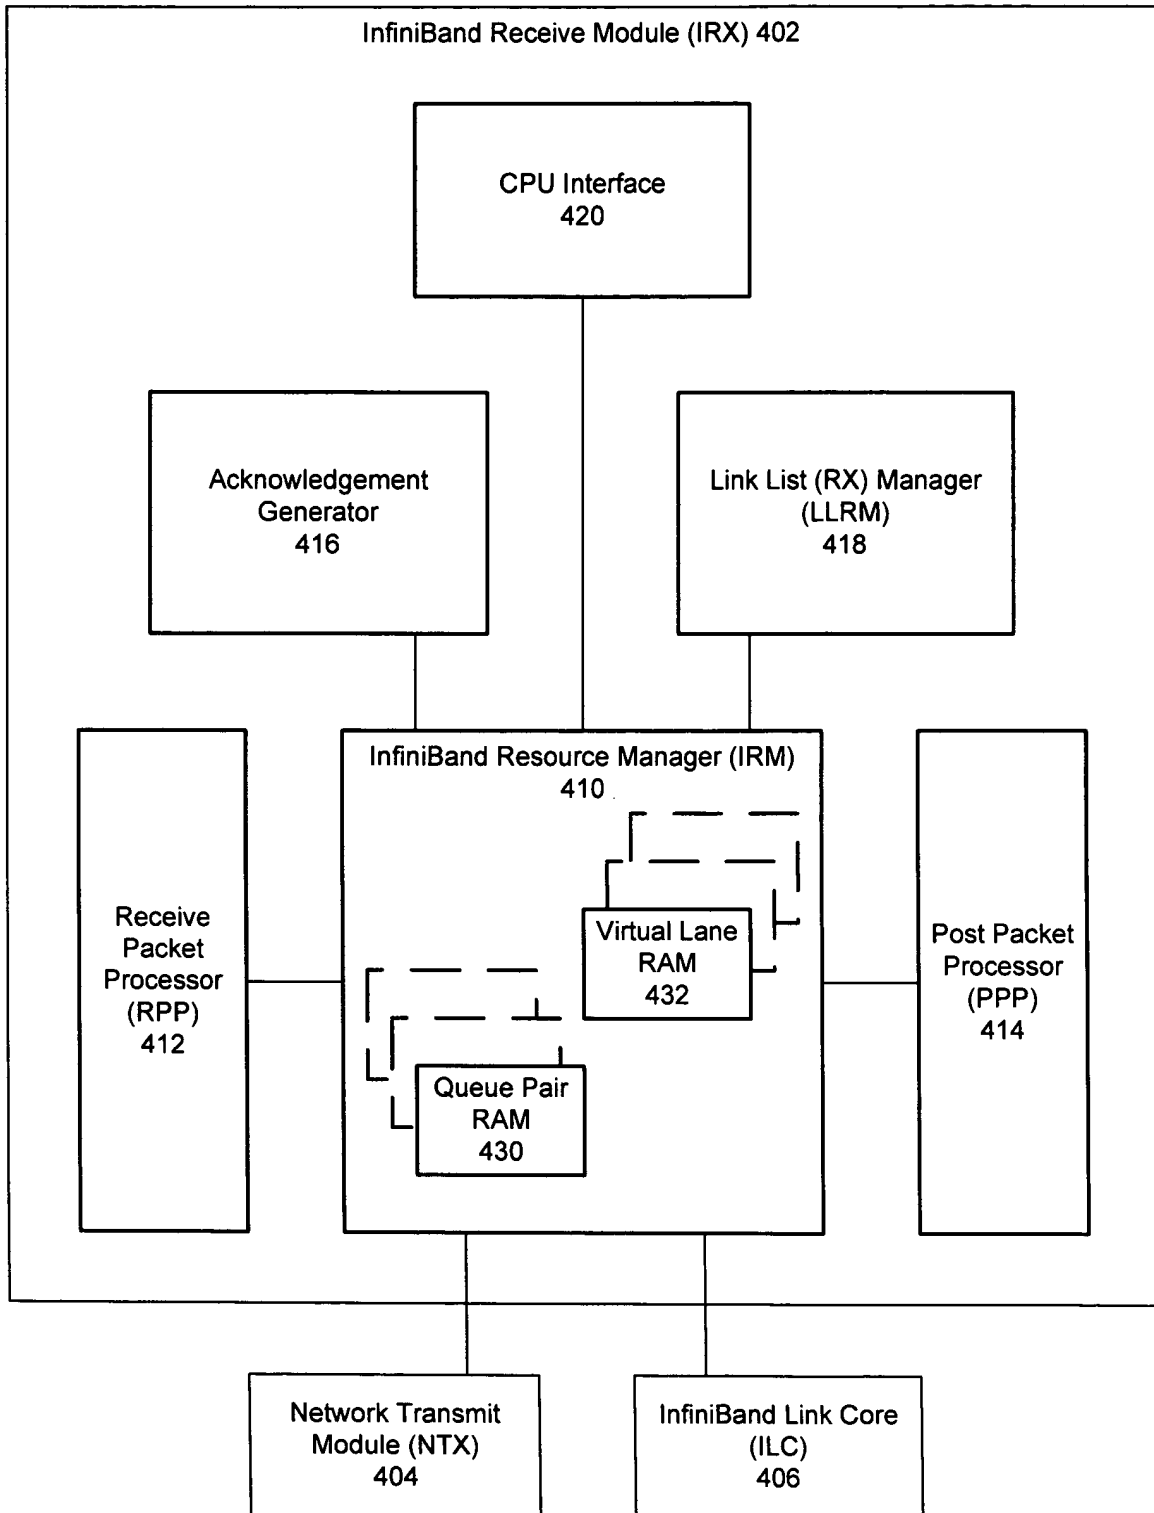 InfiniBand Receive Module (IRX) 402
CPU Interface
420
Acknowledgement
Generator
416
Link List (RX) Manager
(LLRM)
418
InfiniBand Resource Manager (IRM)
410
Receive
Packet
Processor
(RPP)
412
Virtual Lane
RAM
432
Queue Pair
RAM
430
Post Packet
Processor
(PPP)
414
Network Transmit
Module (NTX)
404
InfiniBand Link Core
(ILC)
406